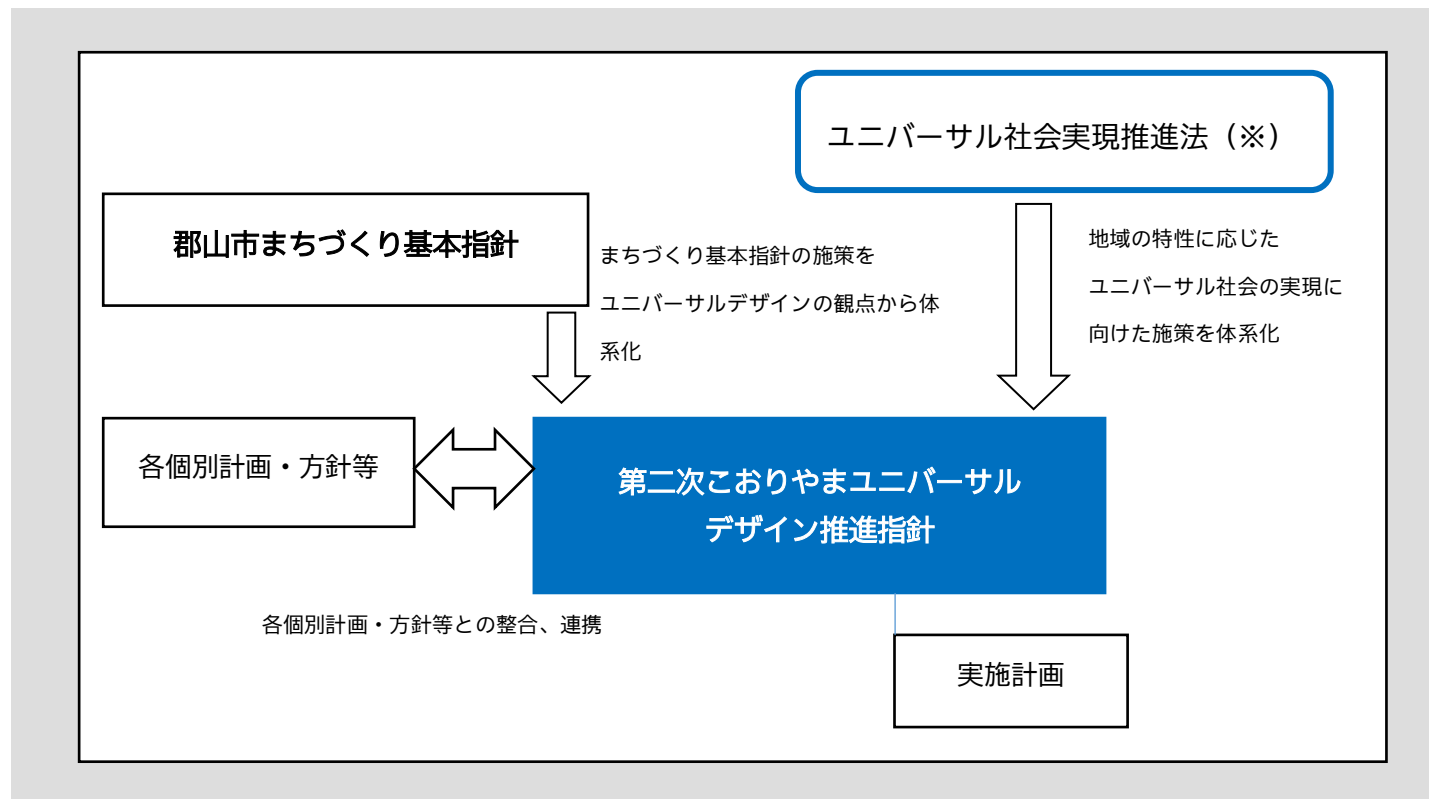 ユニバーサル社会実現推進法(※)
郡山市まちづくり基本指針
まちづくり基本指針の施策を
ユニバーサルデザインの観点から体
系化
地域の特性に応じた
ユニバーサル社会の実現に
向けた施策を体系化
各個別計画・方針等
第二次こおりやまユニバーサル
デザイン推進指針
各個別計画・方針等との整合、連携
実施計画